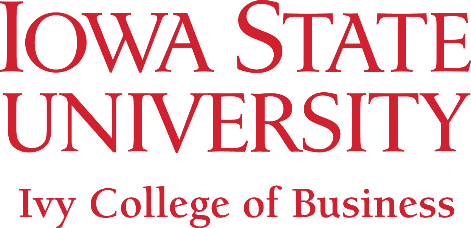 IOWA STATE
UNIVERSITY
Ivy College of Business